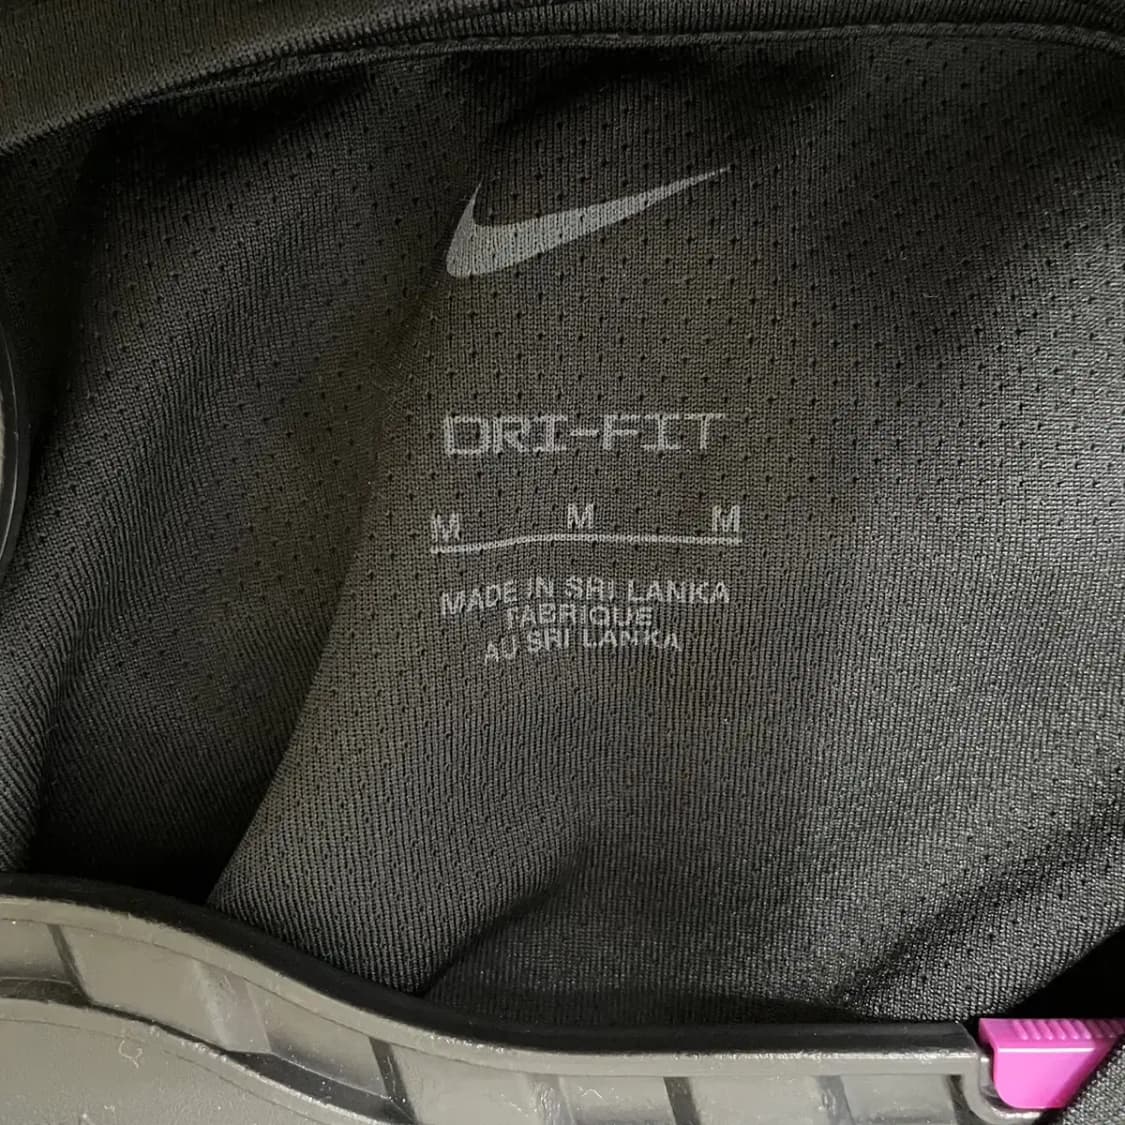 DRI-FIT
M M M
MADE IN SRI LANKA
FABRIQUE
AU SRI LANKA